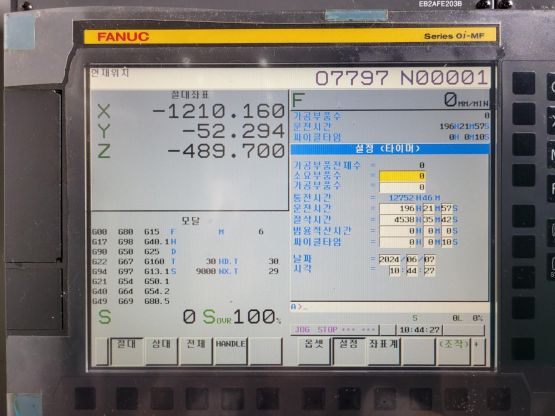 EB2AFE203B
FANUC
Series 0i-MF
현재위치
O7797 N00001
절대좌표
X -1210.160
Y -52.294
Z -489.700
F 0 MM/MIN
가공부품수 0
운전시간 196H21M57S
싸이클타임 0H 0M10S
설정 (타이머)
가공부품전체수 = 0
소요부품수 = 0
가공부품수 = 0
통전시간 = 12752H46M
운전시간 = 196H21M57S
절삭시간 = 4538H35M42S
범용적산시간 = 0H 0M 0S
싸이클타임 = 0H 0M10S
날짜 = 2024/06/07
시각 = 10:44:27
모달
G00 G80 G15 F M 6
G17 G98 G40.1 H
G90 G50 G25 D
G22 G67 G160 T 30 HD.T 30
G94 G97 G13.1 S 9000 NX.T 29
G21 G54 G50.1
G40 G64 G54.2
G49 G69 G80.5
S 0 SOVR100%
A>_
S 0L 0%
JOG STOP *** ***
10:44:27
절대 상대 전체 HANDLE
옵셋 설정 좌표계 (조작) +